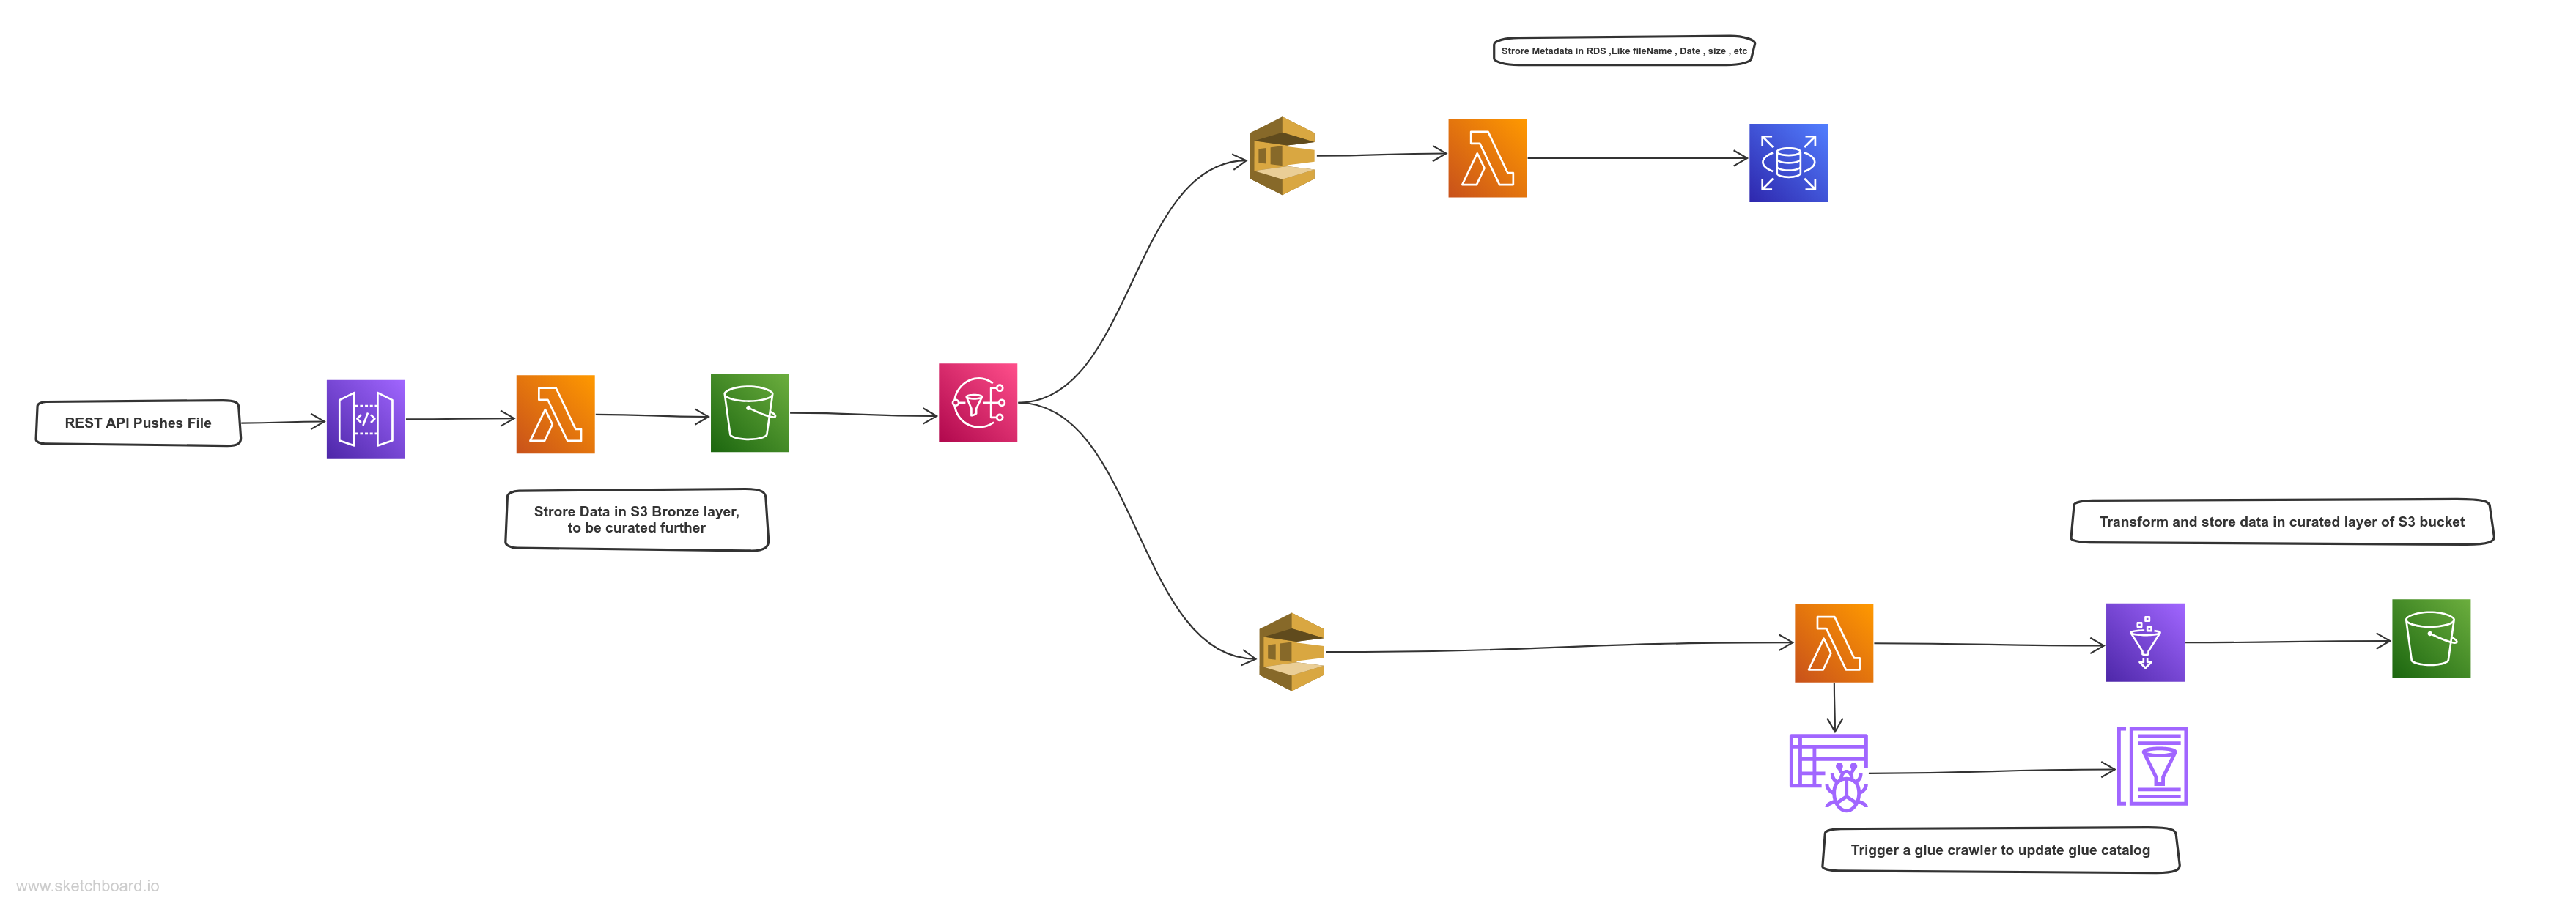 Strore Metadata in RDS ,Like fileName , Date , size , etc
REST API Pushes File
Strore Data in S3 Bronze layer,
to be curated further
Transform and store data in curated layer of S3 bucket
Trigger a glue crawler to update glue catalog
www.sketchboard.io